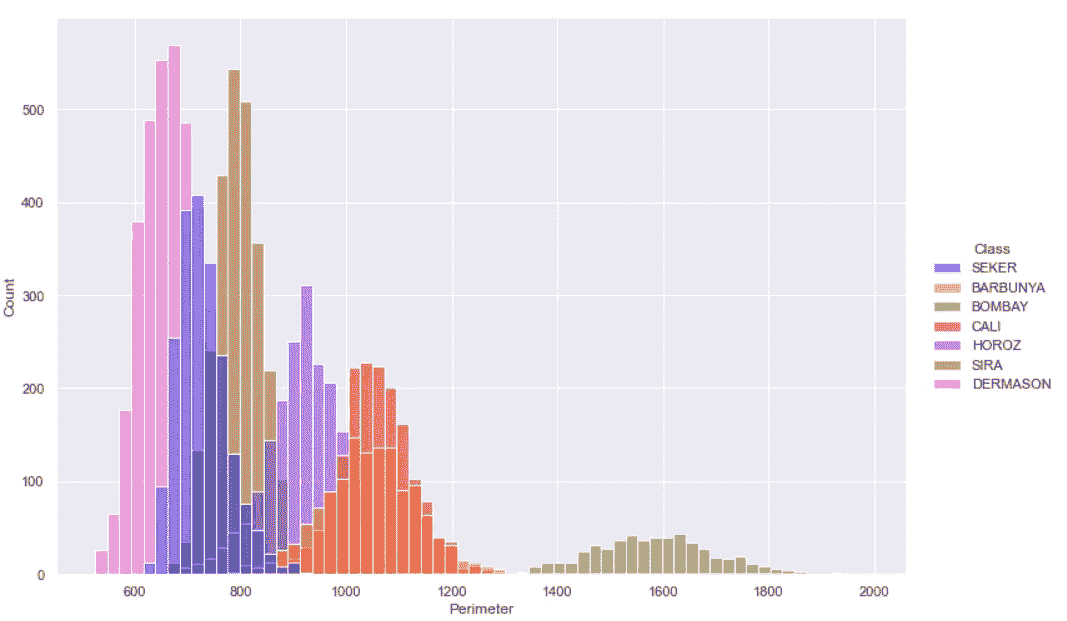 500
400
300
200
100
0
Count
600
800
1000
1200
1400
1600
1800
2000
Perimeter
Class
SEKER
BARBUNYA
BOMBAY
CALI
HOROZ
SIRA
DERMASON